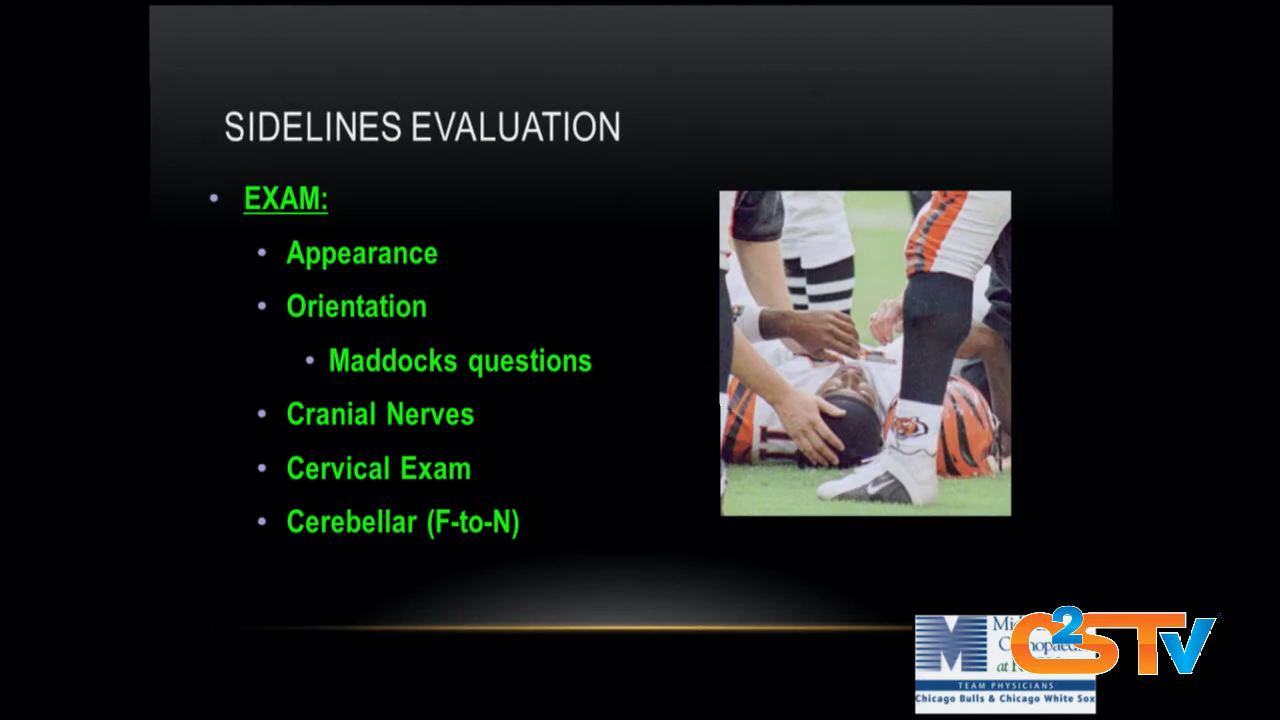 SIDELINES EVALUATION
EXAM:
Appearance
Orientation
Maddocks questions
Cranial Nerves
Cervical Exam
Cerebellar (F-to-N)
at
TEAM PHYSICIANS
Chicago Bulls & Chicago White Sox
C2STV